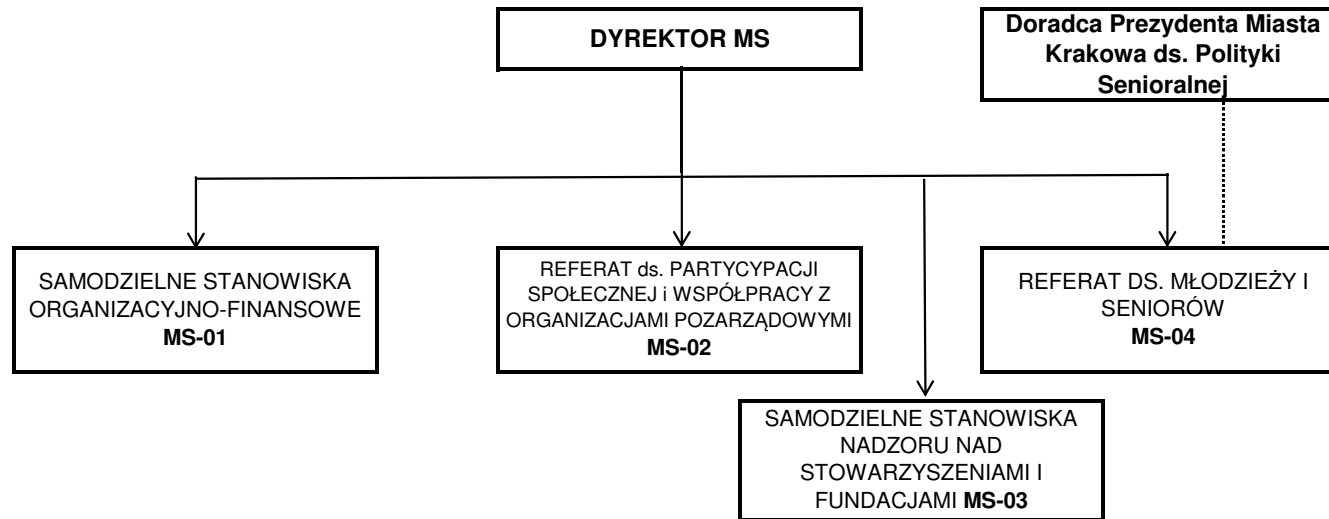 DYREKTOR MS
Doradca Prezydenta Miasta
Krakowa ds. Polityki
Senioralnej
SAMODZIELNE STANOWISKA
ORGANIZACYJNO-FINANSOWE
MS-01
REFERAT ds. PARTYCYPACJI
SPOŁECZNEJ i WSPÓŁPRACY Z
ORGANIZACJAMI POZARZĄDOWYMI
MS-02
REFERAT DS. MŁODZIEŻY I
SENIORÓW
MS-04
SAMODZIELNE STANOWISKA
NADZORU NAD
STOWARZYSZENIAMI I
FUNDACJAMI MS-03